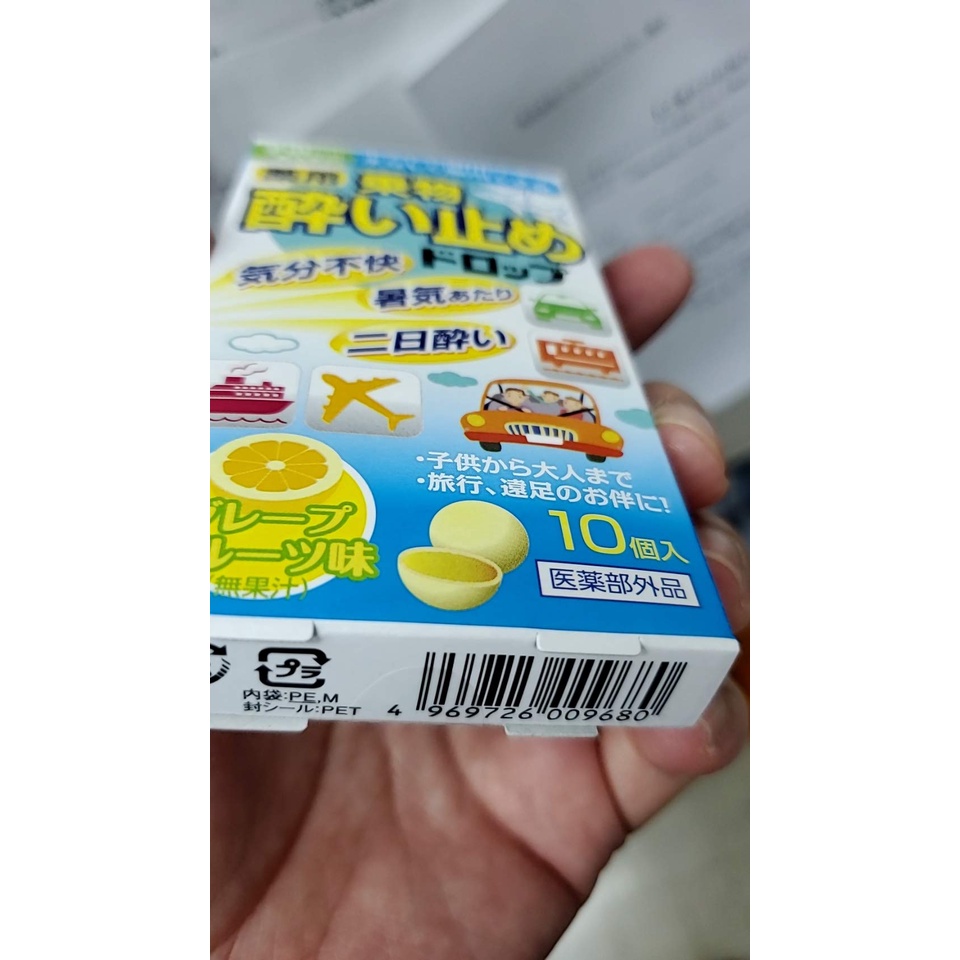 薬用 果物
酔い止め
ドロップ
気分不快
暑気あたり
二日酔い
・子供から大人まで
・旅行、遠足のお伴に!
グレープ
フルーツ味
(無果汁)
10個入
医薬部外品
プラ
内袋:PE,M
封シール:PET
4 969726 009680